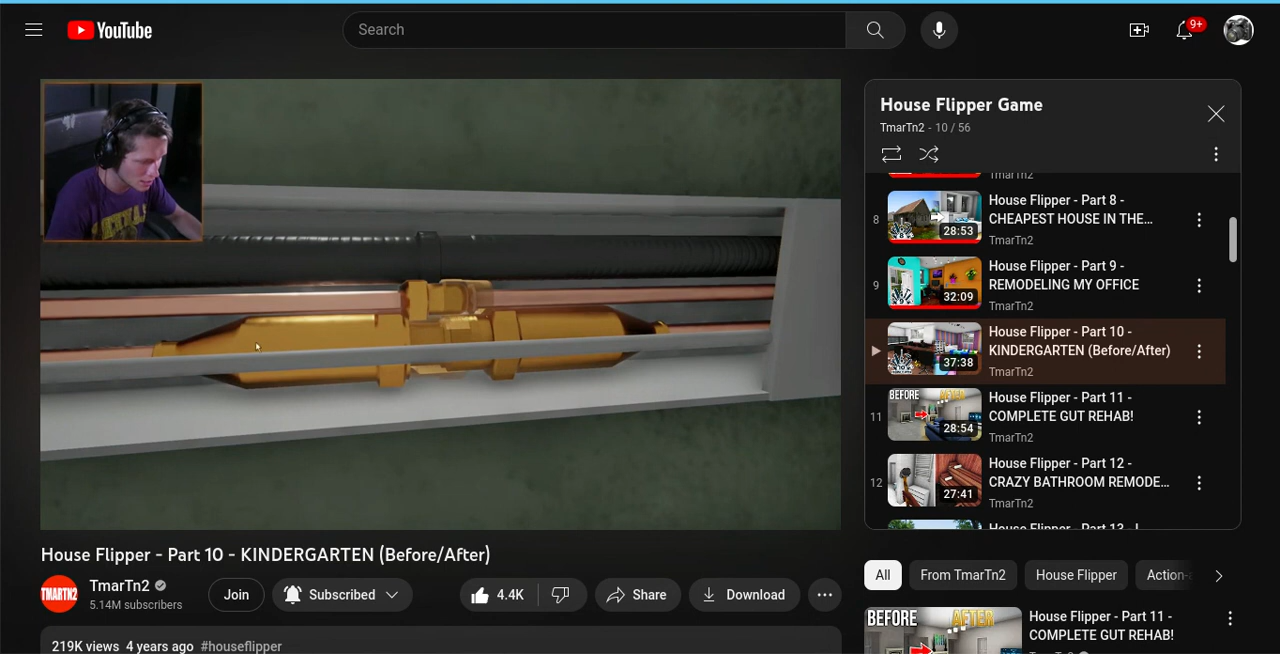 YouTube
Search
9+
House Flipper Game
TmarTn2 - 10 / 56
TmarTn2
8
House Flipper - Part 8 -
CHEAPEST HOUSE IN THE...
28:53
TmarTn2
9
House Flipper - Part 9 -
REMODELING MY OFFICE
32:09
TmarTn2
House Flipper - Part 10 -
KINDERGARTEN (Before/After)
37:38
TmarTn2
11
BEFORE AFTER
House Flipper - Part 11 -
COMPLETE GUT REHAB!
28:54
TmarTn2
12
House Flipper - Part 12 -
CRAZY BATHROOM REMODE...
27:41
TmarTn2
House Flipper - Part 13 - I
House Flipper - Part 10 - KINDERGARTEN (Before/After)
TMARTN2
TmarTn2
5.14M subscribers
Join
Subscribed
4.4K
Share
Download
219K views 4 years ago #houseflipper
All
From TmarTn2
House Flipper
Action-
BEFORE AFTER
House Flipper - Part 11 -
COMPLETE GUT REHAB!
TmarTn2